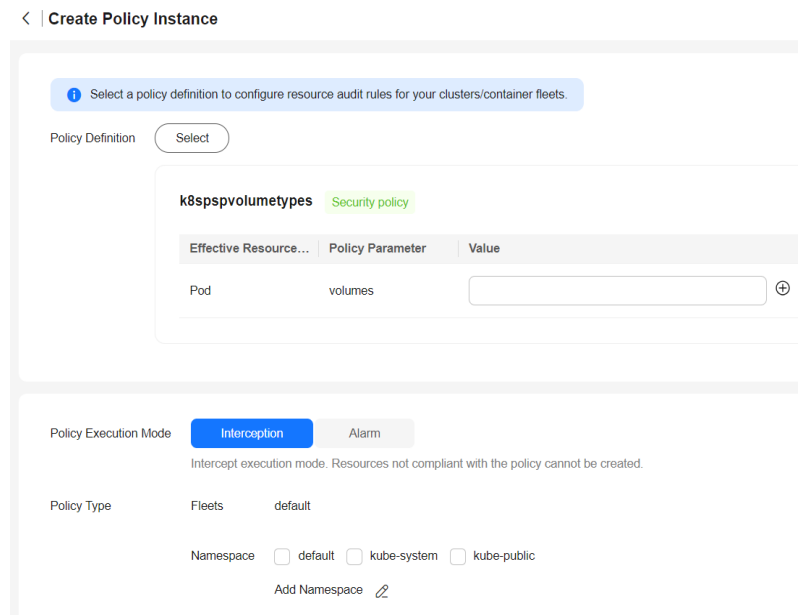 Create Policy Instance
Select a policy definition to configure resource audit rules for your clusters/container fleets.
Policy Definition Select
k8spspvolumetypes Security policy
Effective Resource... Policy Parameter Value
Pod volumes
Policy Execution Mode Interception Alarm
Intercept execution mode. Resources not compliant with the policy cannot be created.
Policy Type Fleets default
Namespace default kube-system kube-public
Add Namespace